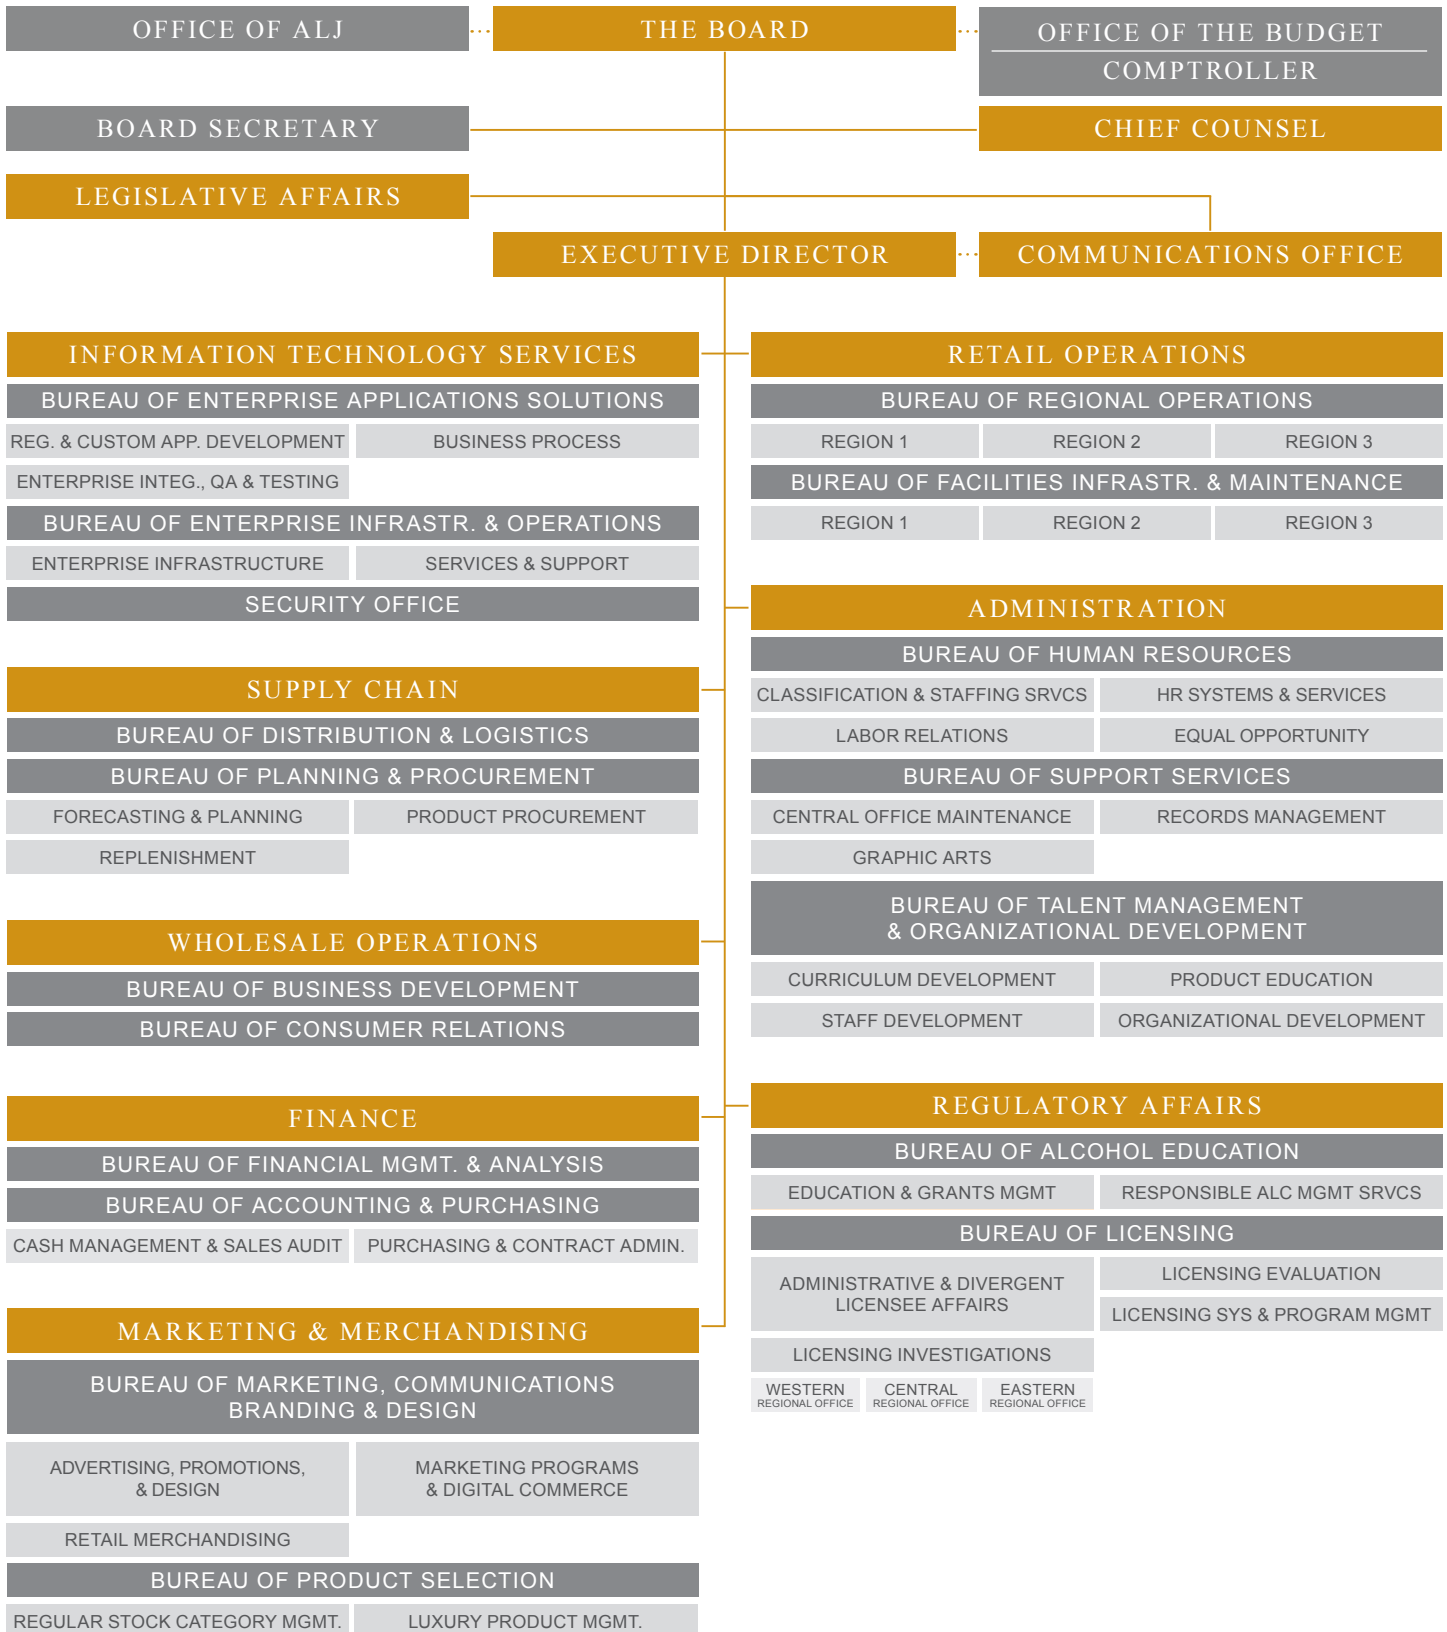 OFFICE OF ALJ
THE BOARD
OFFICE OF THE BUDGET
COMPTROLLER
BOARD SECRETARY
CHIEF COUNSEL
LEGISLATIVE AFFAIRS
EXECUTIVE DIRECTOR
COMMUNICATIONS OFFICE
INFORMATION TECHNOLOGY SERVICES
BUREAU OF ENTERPRISE APPLICATIONS SOLUTIONS
REG. & CUSTOM APP. DEVELOPMENT
BUSINESS PROCESS
ENTERPRISE INTEG., QA & TESTING
BUREAU OF ENTERPRISE INFRASTR. & OPERATIONS
ENTERPRISE INFRASTRUCTURE
SERVICES & SUPPORT
SECURITY OFFICE
SUPPLY CHAIN
BUREAU OF DISTRIBUTION & LOGISTICS
BUREAU OF PLANNING & PROCUREMENT
FORECASTING & PLANNING
PRODUCT PROCUREMENT
REPLENISHMENT
WHOLESALE OPERATIONS
BUREAU OF BUSINESS DEVELOPMENT
BUREAU OF CONSUMER RELATIONS
FINANCE
BUREAU OF FINANCIAL MGMT. & ANALYSIS
BUREAU OF ACCOUNTING & PURCHASING
CASH MANAGEMENT & SALES AUDIT
PURCHASING & CONTRACT ADMIN.
MARKETING & MERCHANDISING
BUREAU OF MARKETING, COMMUNICATIONS
BRANDING & DESIGN
ADVERTISING, PROMOTIONS,
& DESIGN
MARKETING PROGRAMS
& DIGITAL COMMERCE
RETAIL MERCHANDISING
BUREAU OF PRODUCT SELECTION
REGULAR STOCK CATEGORY MGMT.
LUXURY PRODUCT MGMT.
RETAIL OPERATIONS
BUREAU OF REGIONAL OPERATIONS
REGION 1
REGION 2
REGION 3
BUREAU OF FACILITIES INFRASTR. & MAINTENANCE
REGION 1
REGION 2
REGION 3
ADMINISTRATION
BUREAU OF HUMAN RESOURCES
CLASSIFICATION & STAFFING SRVCS
HR SYSTEMS & SERVICES
LABOR RELATIONS
EQUAL OPPORTUNITY
BUREAU OF SUPPORT SERVICES
CENTRAL OFFICE MAINTENANCE
RECORDS MANAGEMENT
GRAPHIC ARTS
BUREAU OF TALENT MANAGEMENT
& ORGANIZATIONAL DEVELOPMENT
CURRICULUM DEVELOPMENT
PRODUCT EDUCATION
STAFF DEVELOPMENT
ORGANIZATIONAL DEVELOPMENT
REGULATORY AFFAIRS
BUREAU OF ALCOHOL EDUCATION
EDUCATION & GRANTS MGMT
RESPONSIBLE ALC MGMT SRVCS
BUREAU OF LICENSING
ADMINISTRATIVE & DIVERGENT
LICENSEE AFFAIRS
LICENSING EVALUATION
LICENSING SYS & PROGRAM MGMT
LICENSING INVESTIGATIONS
WESTERN
REGIONAL OFFICE
CENTRAL
REGIONAL OFFICE
EASTERN
REGIONAL OFFICE